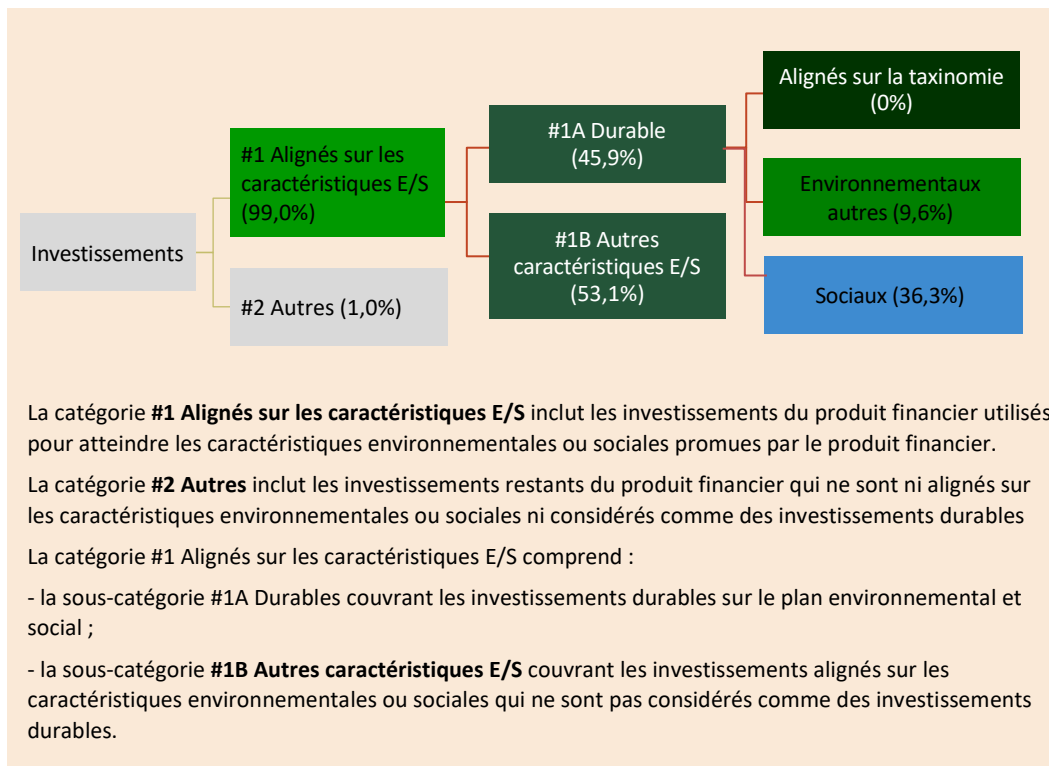 Investissements
#1 Alignés sur les
caractéristiques E/S
(99,0%)
#2 Autres (1,0%)
#1A Durable
(45,9%)
#1B Autres
caractéristiques E/S
(53,1%)
Alignés sur la taxinomie
(0%)
Environnementaux
autres (9,6%)
Sociaux (36,3%)
La catégorie #1 Alignés sur les caractéristiques E/S inclut les investissements du produit financier utilisés
pour atteindre les caractéristiques environnementales ou sociales promues par le produit financier.
La catégorie #2 Autres inclut les investissements restants du produit financier qui ne sont ni alignés sur
les caractéristiques environnementales ou sociales ni considérés comme des investissements durables
La catégorie #1 Alignés sur les caractéristiques E/S comprend :
- la sous-catégorie #1A Durables couvrant les investissements durables sur le plan environnemental et
social ;
- la sous-catégorie #1B Autres caractéristiques E/S couvrant les investissements alignés sur les
caractéristiques environnementales ou sociales qui ne sont pas considérés comme des investissements
durables.